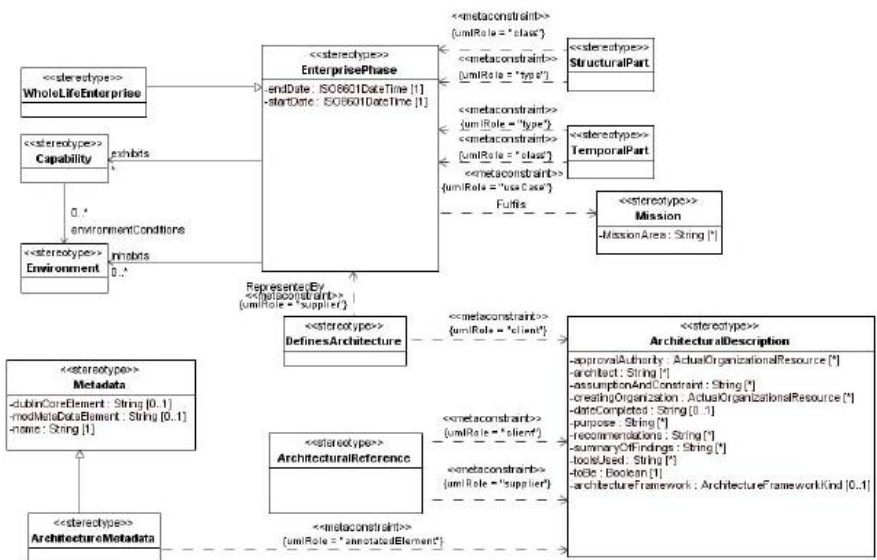 <<metaconstraint>>
{umlRole = "class"}
<<stereotype>>
EnterprisePhase
-endDate : ISO8601DateTime [1]
-startDate : ISO8601DateTime [1]
<<stereotype>>
StructuralPart
<<metaconstraint>>
{umlRole = "type"}
<<stereotype>>
WholeLifeEnterprise
<<metaconstraint>>
{umlRole = "type"}
<<stereotype>>
TemporalPart
<<metaconstraint>>
{umlRole = "class"}
<<stereotype>>
Capability
exhibits
*
<<metaconstraint>>
{umlRole = "useCase"}
Fulfils
<<stereotype>>
Mission
-MissionArea : String [*]
0..*
environmentConditions
<<stereotype>>
Environment
inhabits
0..*
RepresentedBy
<<metaconstraint>>
{umlRole = "supplier"}
<<stereotype>>
DefinesArchitecture
<<metaconstraint>>
{umlRole = "client"}
<<stereotype>>
ArchitecturalDescription
-approvalAuthority : ActualOrganizationalResource [*]
-architect : String [*]
-assumptionAndConstraint : String [*]
-creatingOrganization : ActualOrganizationalResource [*]
-dateCompleted : String [0..1]
-purpose : String [*]
-recommendations : String [*]
-summaryOfFindings : String [*]
-toolsUsed : String [*]
-toBe : Boolean [1]
-architectureFramework : ArchitectureFrameworkKind [0..1]
<<stereotype>>
Metadata
-dublinCoreElement : String [0..1]
-modMetaDataElement : String [0..1]
-name : String [1]
<<stereotype>>
ArchitecturalReference
<<metaconstraint>>
{umlRole = "client"}
<<metaconstraint>>
{umlRole = "supplier"}
<<stereotype>>
ArchitectureMetadata
<<metaconstraint>>
{umlRole = "annotatedElement"}